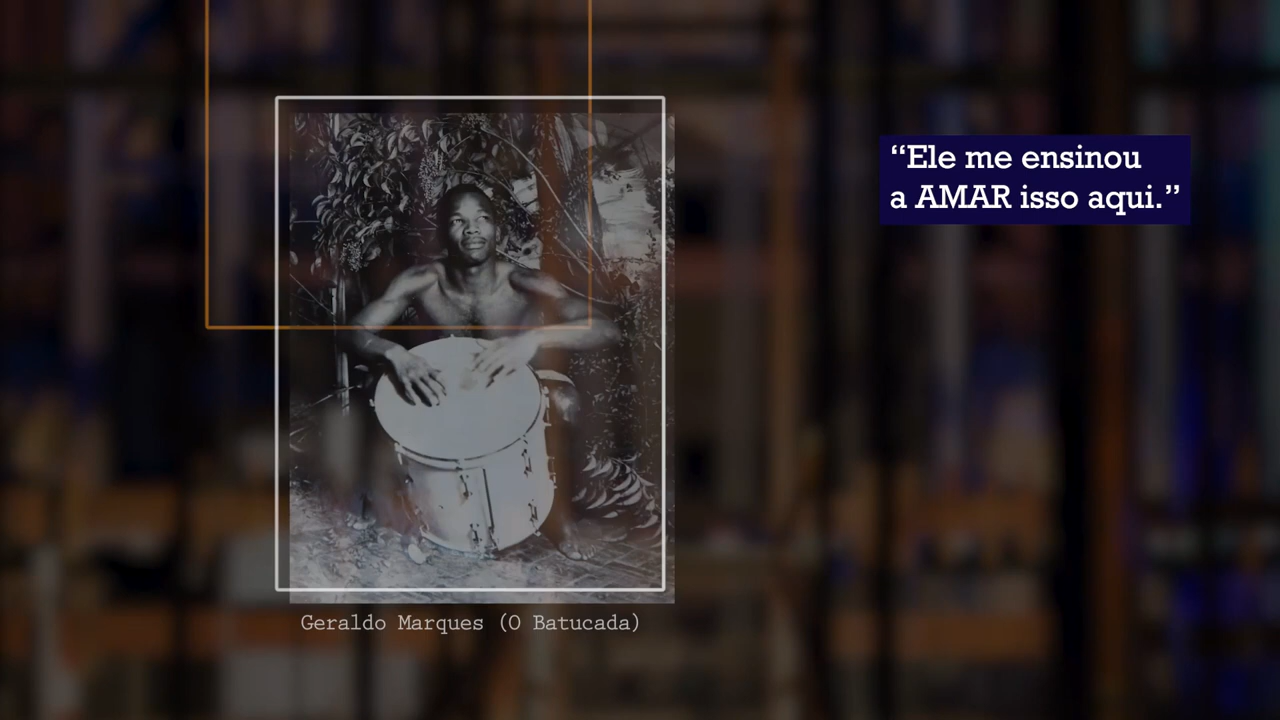 “Ele me ensinou
a AMAR isso aqui.”
Geraldo Marques (O Batucada)